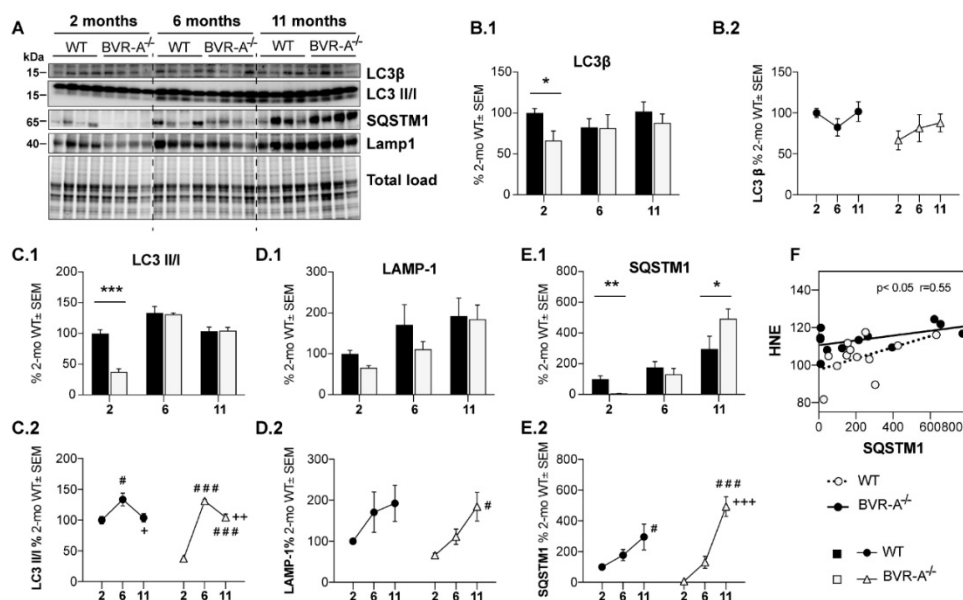 A
2 months 6 months 11 months
WT BVR-A-/- WT BVR-A-/- WT BVR-A-/-
kDa
15 LC3β
15 LC3 II/I
65 SQSTM1
40 Lamp1
Total load
B.1
LC3β
% 2-mo WT± SEM
200
150
100
50
0
*
2 6 11
B.2
LC3 β % 2-mo WT± SEM
200
150
100
50
0
2 6 11 2 6 11
C.1
LC3 II/I
% 2-mo WT± SEM
200
150
100
50
0
***
2 6 11
D.1
LAMP-1
% 2-mo WT± SEM
300
200
100
0
2 6 11
E.1
SQSTM1
% 2-mo WT± SEM
800
600
400
200
0
** *
2 6 11
F
p< 0.05 r=0.55
HNE
140
120
100
0 200 400 600 800
SQSTM1
WT
BVR-A-/-
WT
BVR-A-/-
C.2
LC3 II/I % 2-mo WT± SEM
200
150
100
50
0
# + ### ++ ###
2 6 11 2 6 11
D.2
LAMP-1% 2-mo WT± SEM
300
200
100
0
#
2 6 11 2 6 11
E.2
SQSTM1 % 2-mo WT± SEM
800
600
400
200
0
# ### +++
2 6 11 2 6 11